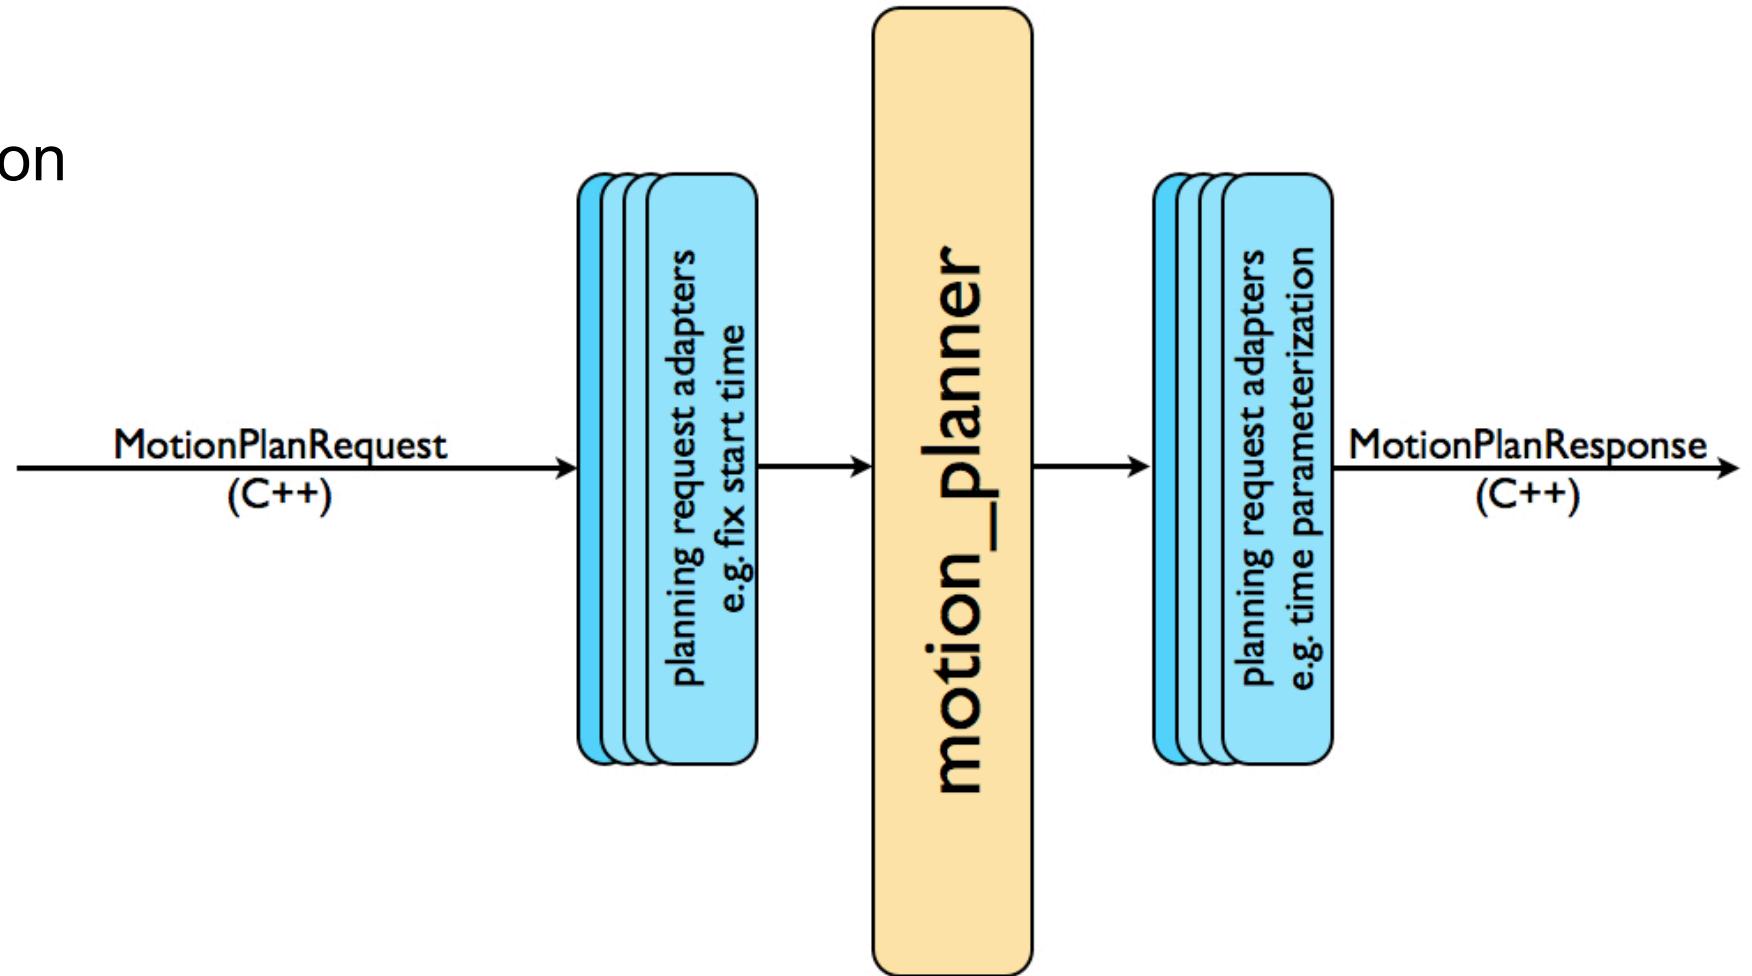 on
MotionPlanRequest
(C++)
planning request adapters
e.g. fix start time
motion_planner
planning request adapters
e.g. time parameterization
MotionPlanResponse
(C++)